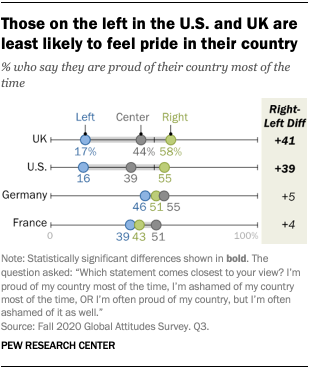 Those on the left in the U.S. and UK are
least likely to feel pride in their country
% who say they are proud of their country most of the
time
Right-
Left Diff
Left Center Right
UK 17% 44% 58% +41
U.S. 16 39 55 +39
Germany 46 51 55 +5
France 39 43 51 +4
0 100%
Note: Statistically significant differences shown in bold. The
question asked: “Which statement comes closest to your view? I’m
proud of my country most of the time, I’m ashamed of my country
most of the time, OR I’m often proud of my country, but I’m often
ashamed of it as well.”
Source: Fall 2020 Global Attitudes Survey. Q3.
PEW RESEARCH CENTER